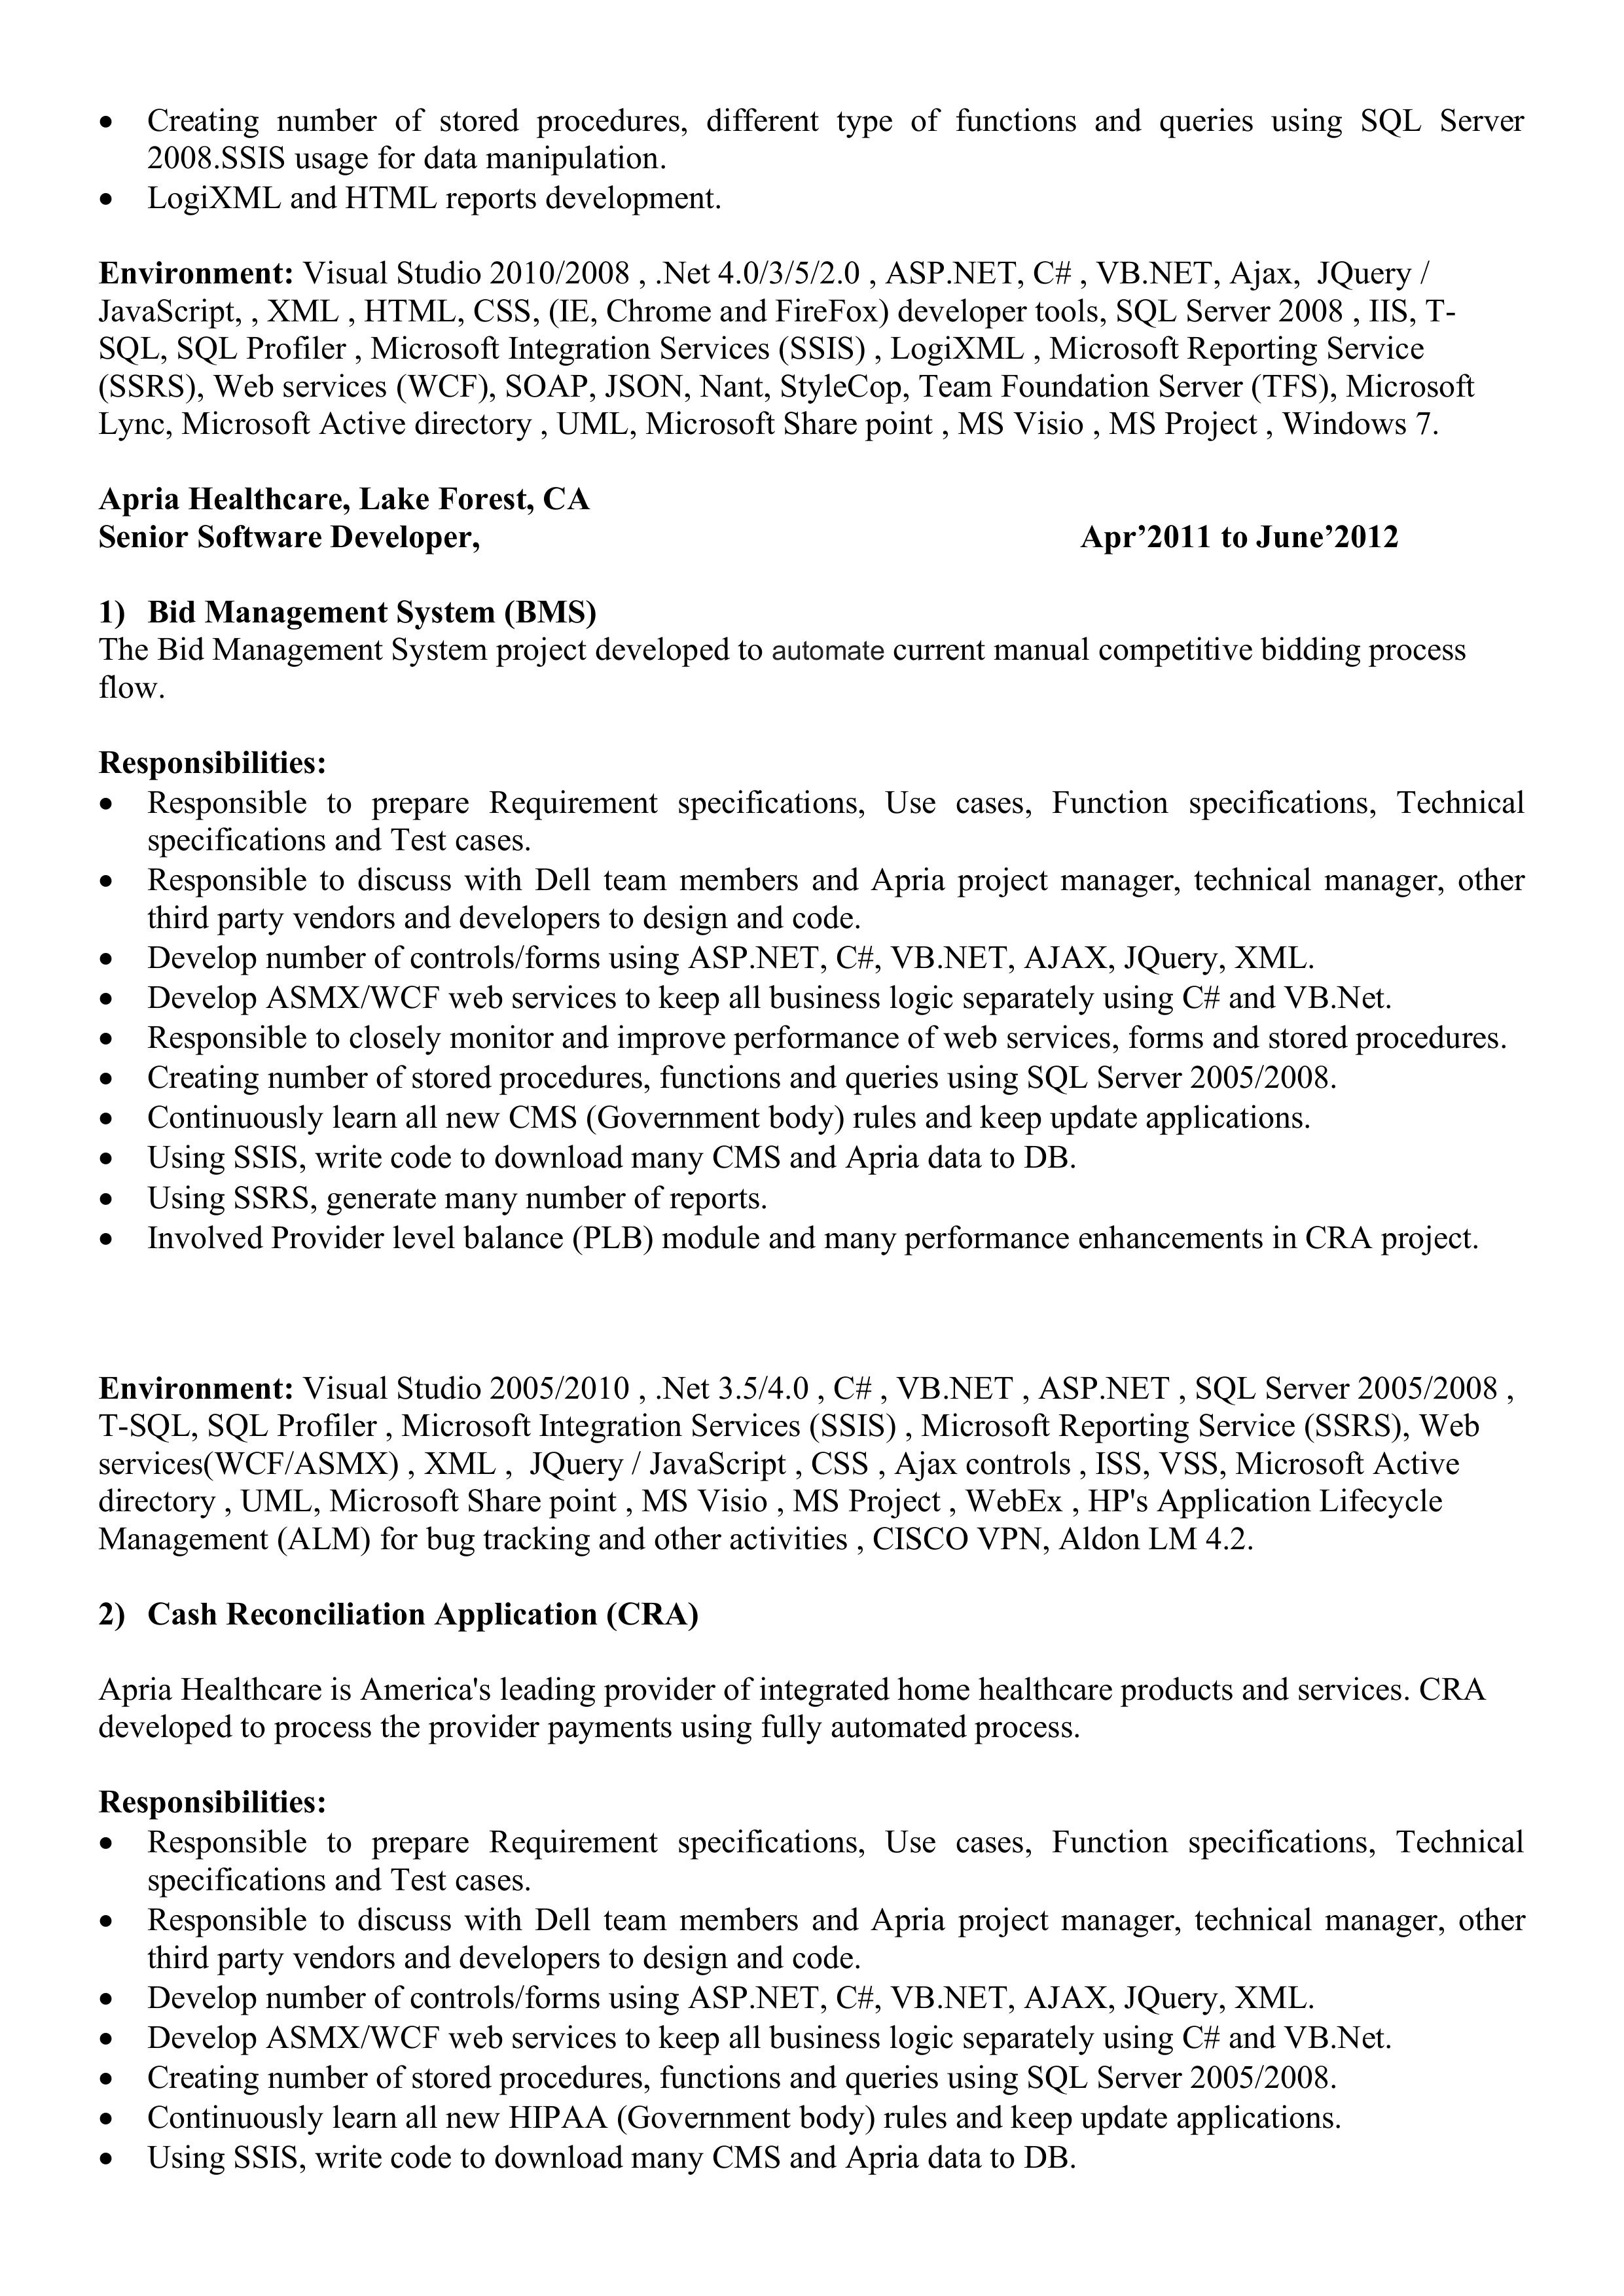 • Creating number of stored procedures, different type of functions and queries using SQL Server
2008.SSIS usage for data manipulation.
• LogiXML and HTML reports development.
Environment: Visual Studio 2010/2008 , .Net 4.0/3/5/2.0 , ASP.NET, C# , VB.NET, Ajax, JQuery /
JavaScript, , XML , HTML, CSS, (IE, Chrome and FireFox) developer tools, SQL Server 2008 , IIS, T-
SQL, SQL Profiler , Microsoft Integration Services (SSIS) , LogiXML , Microsoft Reporting Service
(SSRS), Web services (WCF), SOAP, JSON, Nant, StyleCop, Team Foundation Server (TFS), Microsoft
Lync, Microsoft Active directory , UML, Microsoft Share point , MS Visio , MS Project , Windows 7.
Apria Healthcare, Lake Forest, CA
Senior Software Developer, Apr’2011 to June’2012
1) Bid Management System (BMS)
The Bid Management System project developed to automate current manual competitive bidding process
flow.
Responsibilities:
• Responsible to prepare Requirement specifications, Use cases, Function specifications, Technical
specifications and Test cases.
• Responsible to discuss with Dell team members and Apria project manager, technical manager, other
third party vendors and developers to design and code.
• Develop number of controls/forms using ASP.NET, C#, VB.NET, AJAX, JQuery, XML.
• Develop ASMX/WCF web services to keep all business logic separately using C# and VB.Net.
• Responsible to closely monitor and improve performance of web services, forms and stored procedures.
• Creating number of stored procedures, functions and queries using SQL Server 2005/2008.
• Continuously learn all new CMS (Government body) rules and keep update applications.
• Using SSIS, write code to download many CMS and Apria data to DB.
• Using SSRS, generate many number of reports.
• Involved Provider level balance (PLB) module and many performance enhancements in CRA project.
Environment: Visual Studio 2005/2010 , .Net 3.5/4.0 , C# , VB.NET , ASP.NET , SQL Server 2005/2008 ,
T-SQL, SQL Profiler , Microsoft Integration Services (SSIS) , Microsoft Reporting Service (SSRS), Web
services(WCF/ASMX) , XML , JQuery / JavaScript , CSS , Ajax controls , ISS, VSS, Microsoft Active
directory , UML, Microsoft Share point , MS Visio , MS Project , WebEx , HP's Application Lifecycle
Management (ALM) for bug tracking and other activities , CISCO VPN, Aldon LM 4.2.
2) Cash Reconciliation Application (CRA)
Apria Healthcare is America's leading provider of integrated home healthcare products and services. CRA
developed to process the provider payments using fully automated process.
Responsibilities:
• Responsible to prepare Requirement specifications, Use cases, Function specifications, Technical
specifications and Test cases.
• Responsible to discuss with Dell team members and Apria project manager, technical manager, other
third party vendors and developers to design and code.
• Develop number of controls/forms using ASP.NET, C#, VB.NET, AJAX, JQuery, XML.
• Develop ASMX/WCF web services to keep all business logic separately using C# and VB.Net.
• Creating number of stored procedures, functions and queries using SQL Server 2005/2008.
• Continuously learn all new HIPAA (Government body) rules and keep update applications.
• Using SSIS, write code to download many CMS and Apria data to DB.